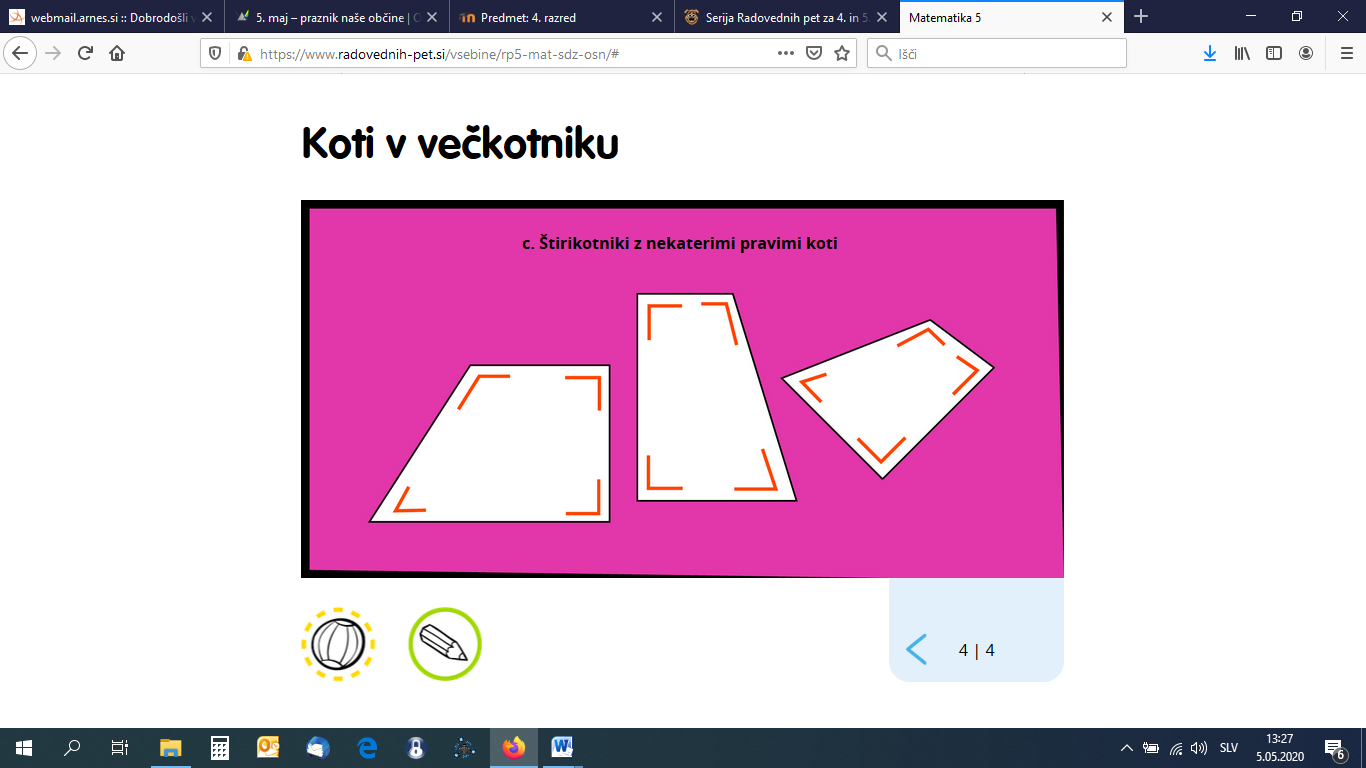 webmail.arnes.si :: Dobrodošli v
5. maj – praznik naše občine | O
Predmet: 4. razred
Serija Radovednih pet za 4. in 5.
Matematika 5
https://www.radovednih-pet.si/vsebine/rp5-mat-sdz-osn/#
Išči
Koti v večkotniku
c. Štirikotniki z nekaterimi pravimi koti
4 | 4
SLV
13:27
5.05.2020
6